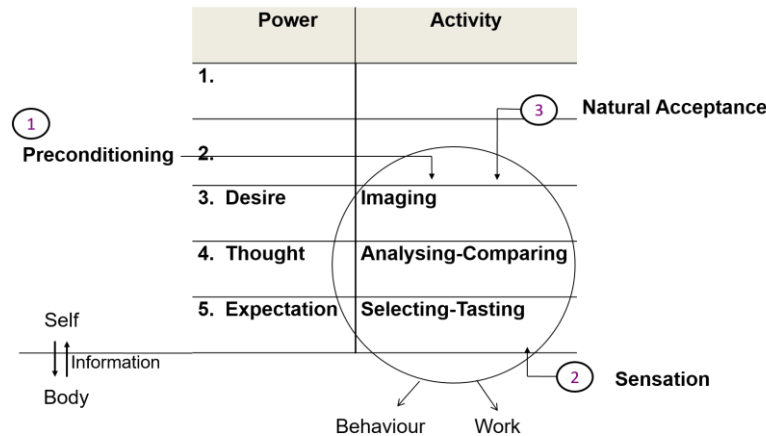 Power Activity
1.
3 Natural Acceptance
1
Preconditioning
2.
3. Desire Imaging
4. Thought Analysing-Comparing
5. Expectation Selecting-Tasting
Self
Information
Body
2 Sensation
Behaviour Work